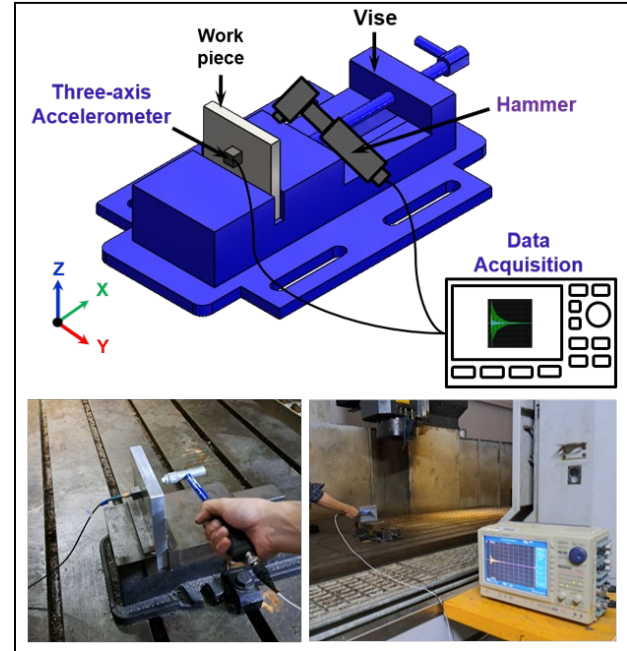 Vise
Work
piece
Three-axis
Accelerometer
Hammer
Data
Acquisition
Z
X
Y